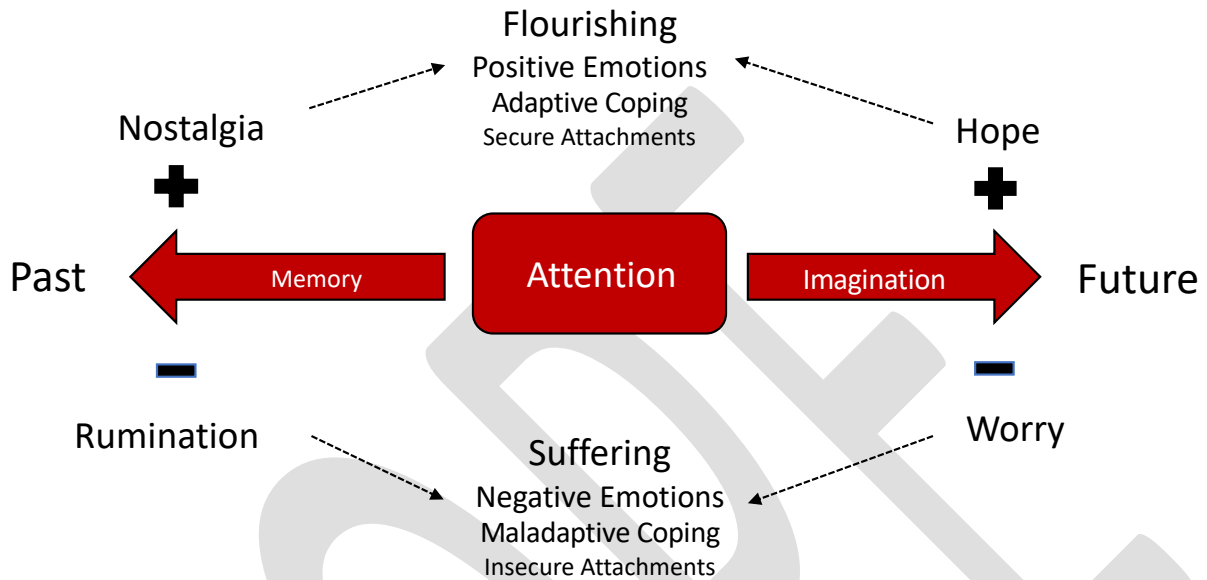 Flourishing
Positive Emotions
Adaptive Coping
Secure Attachments
Nostalgia
Hope
Past
Memory
Attention
Imagination
Future
Rumination
Worry
Suffering
Negative Emotions
Maladaptive Coping
Insecure Attachments